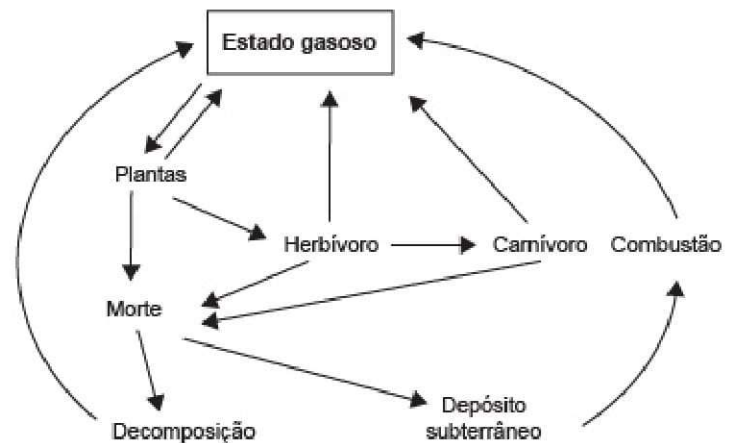 Estado gasoso
Plantas
Herbívoro
Carnívoro
Combustão
Morte
Decomposição
Depósito
subterrâneo